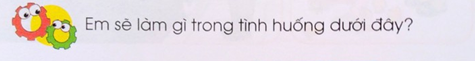 Em sẽ làm gì trong tình huống dưới đây?